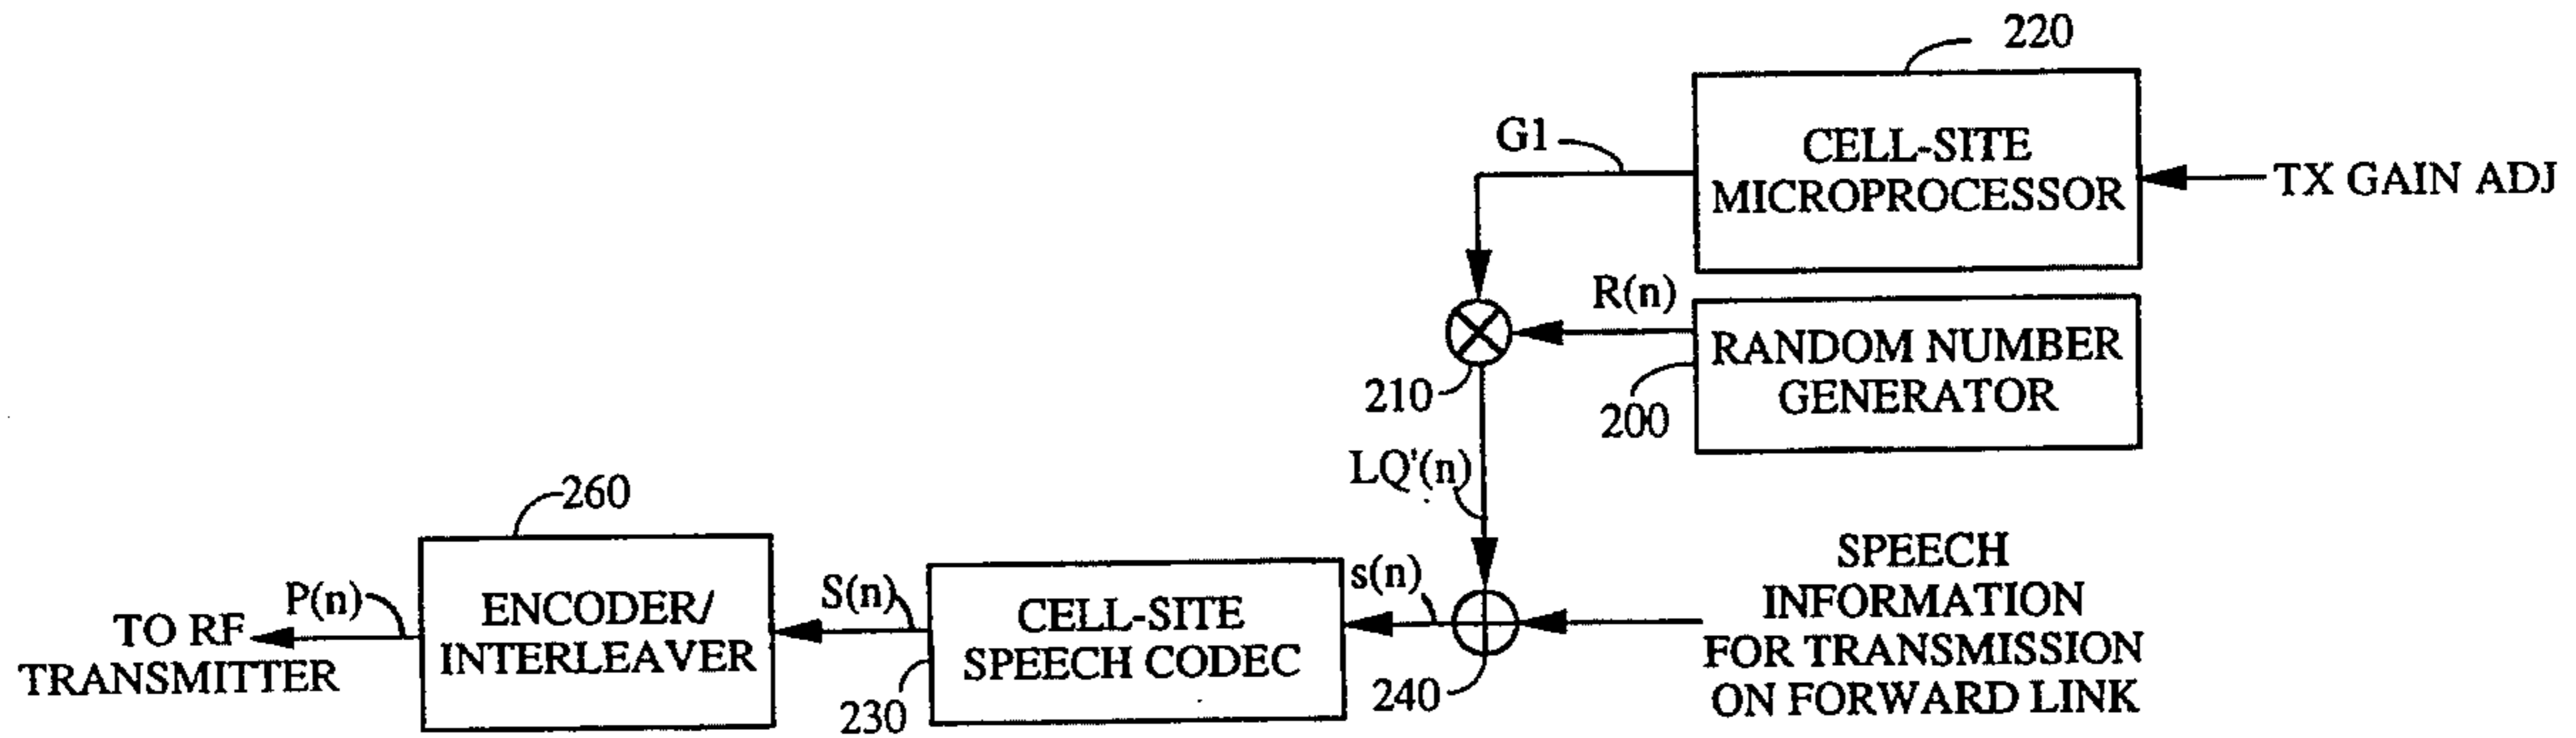 220
G1
CELL-SITE
MICROPROCESSOR
TX GAIN ADJ
R(n)
RANDOM NUMBER
GENERATOR
210
200
LQ'(n)
260
SPEECH
INFORMATION
FOR TRANSMISSION
ON FORWARD LINK
s(n)
S(n)
P(n)
ENCODER/
INTERLEAVER
CELL-SITE
SPEECH CODEC
TO RF
TRANSMITTER
230
240